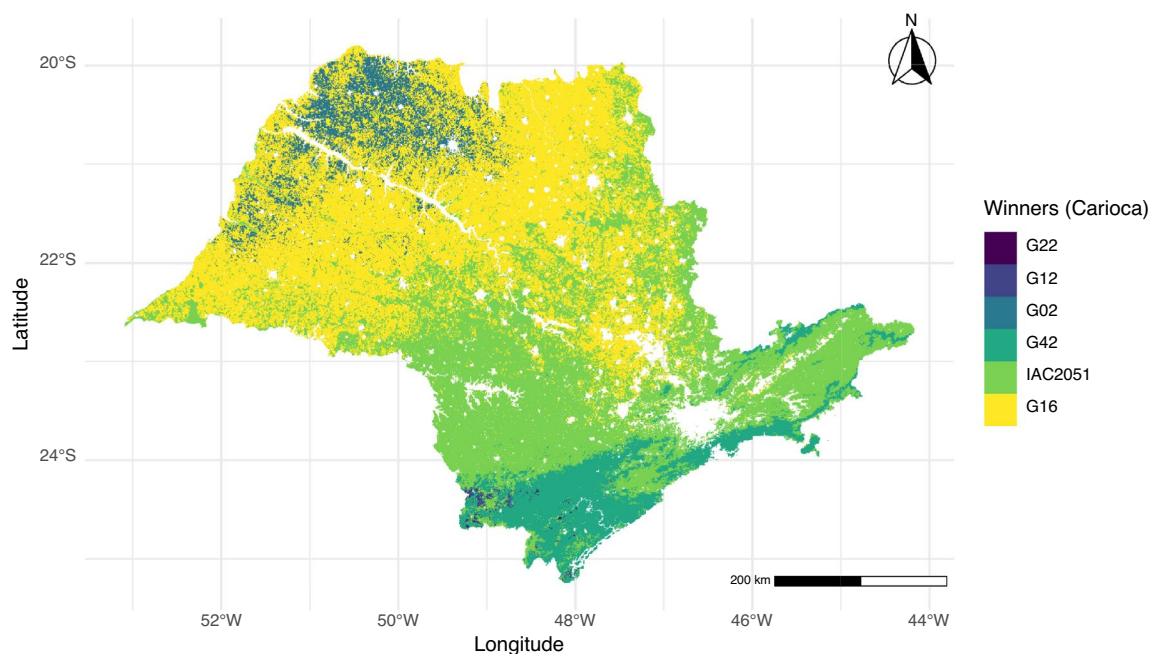 N
20°S
22°S
24°S
Latitude
52°W
50°W
48°W
46°W
44°W
Longitude
200 km
Winners (Carioca)
G22
G12
G02
G42
IAC2051
G16